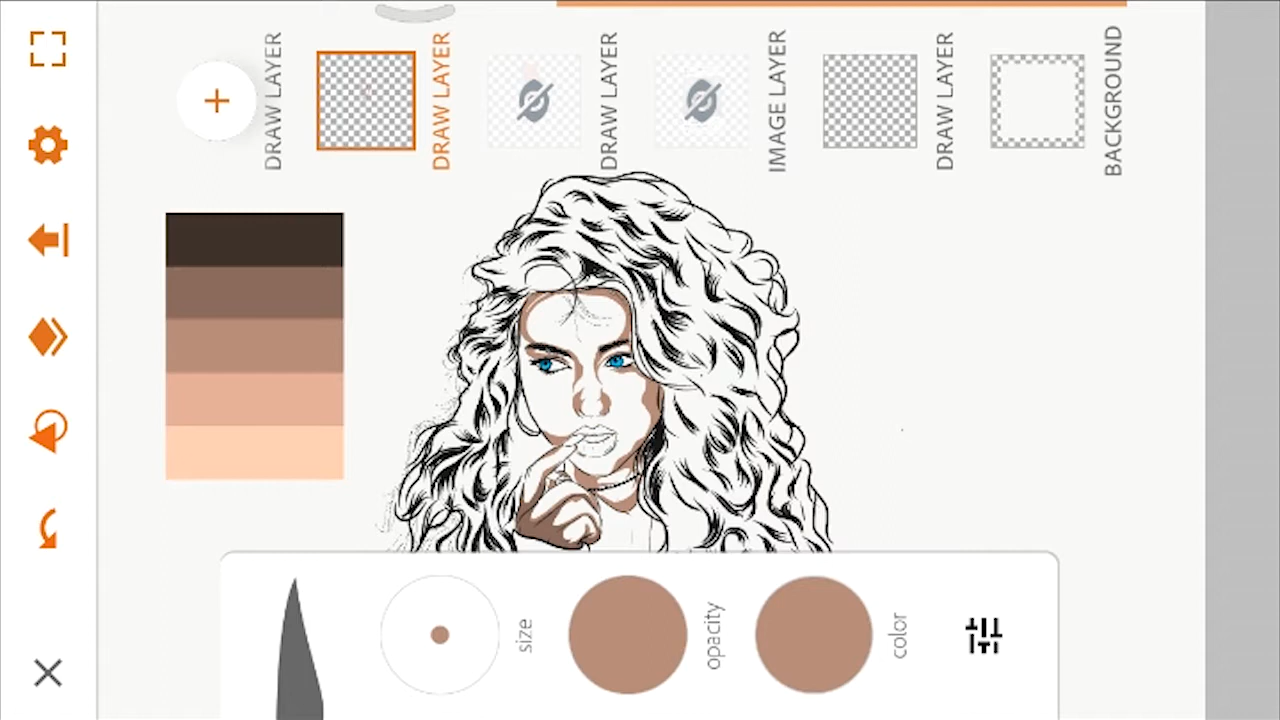 DRAW LAYER
DRAW LAYER
DRAW LAYER
IMAGE LAYER
DRAW LAYER
BACKGROUND
size
opacity
color